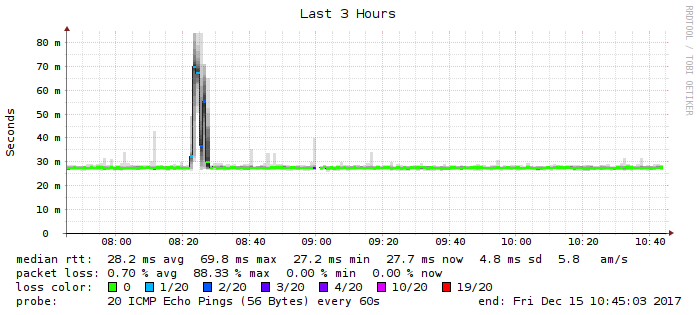 Last 3 Hours
RRDTOOL / TOBI OETIKER
Seconds
80 m
70 m
60 m
50 m
40 m
30 m
20 m
10 m
0
08:00 08:20 08:40 09:00 09:20 09:40 10:00 10:20 10:40
median rtt: 28.2 ms avg 69.8 ms max 27.2 ms min 27.7 ms now 4.8 ms sd 5.8 am/s
packet loss: 0.70 % avg 88.33 % max 0.00 % min 0.00 % now
loss color: 0 1/20 2/20 3/20 4/20 10/20 19/20
probe: 20 ICMP Echo Pings (56 Bytes) every 60s end: Fri Dec 15 10:45:03 2017